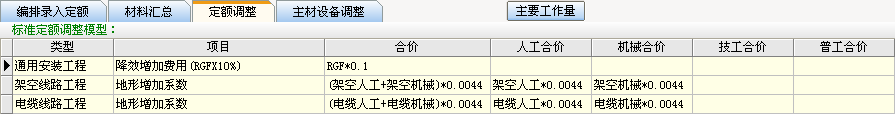 编排录入定额 材料汇总 定额调整 主材设备调整 主要工作量
标准定额调整模型：
类型 项目 合价 人工合价 机械合价 技工合价 普工合价
通用安装工程 降效增加费用(RGFX10%) RGF*0.1
架空线路工程 地形增加系数 (架空人工+架空机械)*0.0044 架空人工*0.0044 架空机械*0.0044
电缆线路工程 地形增加系数 (电缆人工+电缆机械)*0.0044 电缆人工*0.0044 电缆机械*0.0044